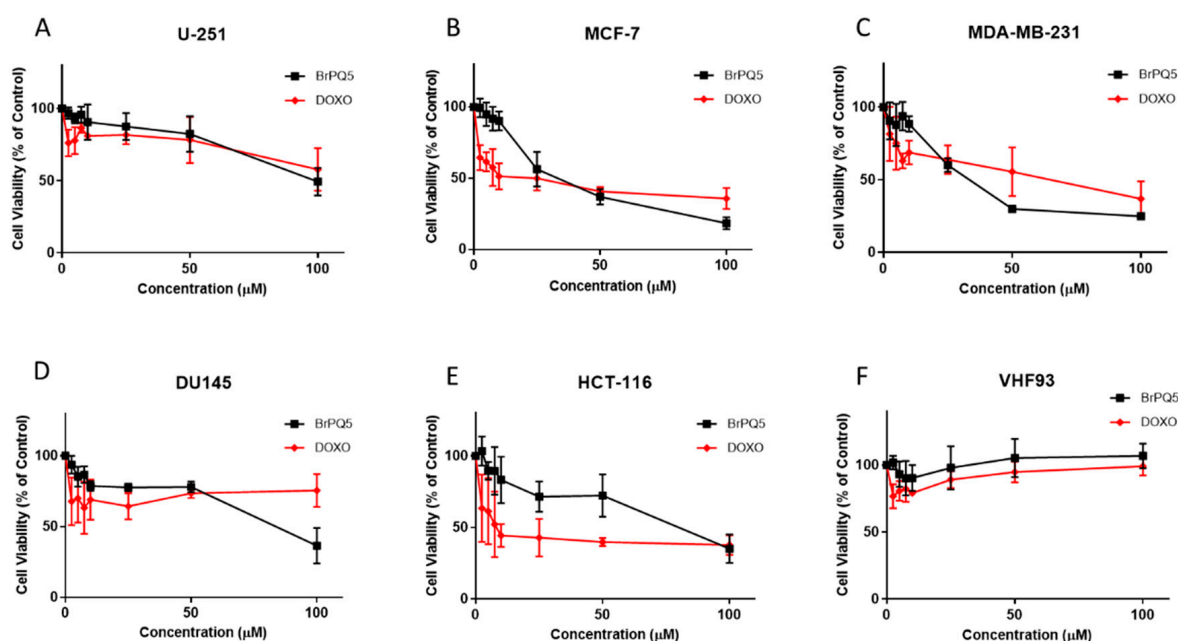 A
U-251
Cell Viability (% of Control)
100
50
0
0
50
100
Concentration (μM)
BrPQ5
DOXO
B
MCF-7
Cell Viability (% of Control)
100
50
0
0
50
100
Concentration (μM)
BrPQ5
DOXO
C
MDA-MB-231
Cell Viability (% of Control)
100
50
0
0
50
100
Concentration (μM)
BrPQ5
DOXO
D
DU145
Cell Viability (% of Control)
100
50
0
0
50
100
Concentration (μM)
BrPQ5
DOXO
E
HCT-116
Cell Viability (% of Control)
100
50
0
0
50
100
Concentration (μM)
BrPQ5
DOXO
F
VHF93
Cell Viability (% of Control)
100
50
0
0
50
100
Concentration (μM)
BrPQ5
DOXO